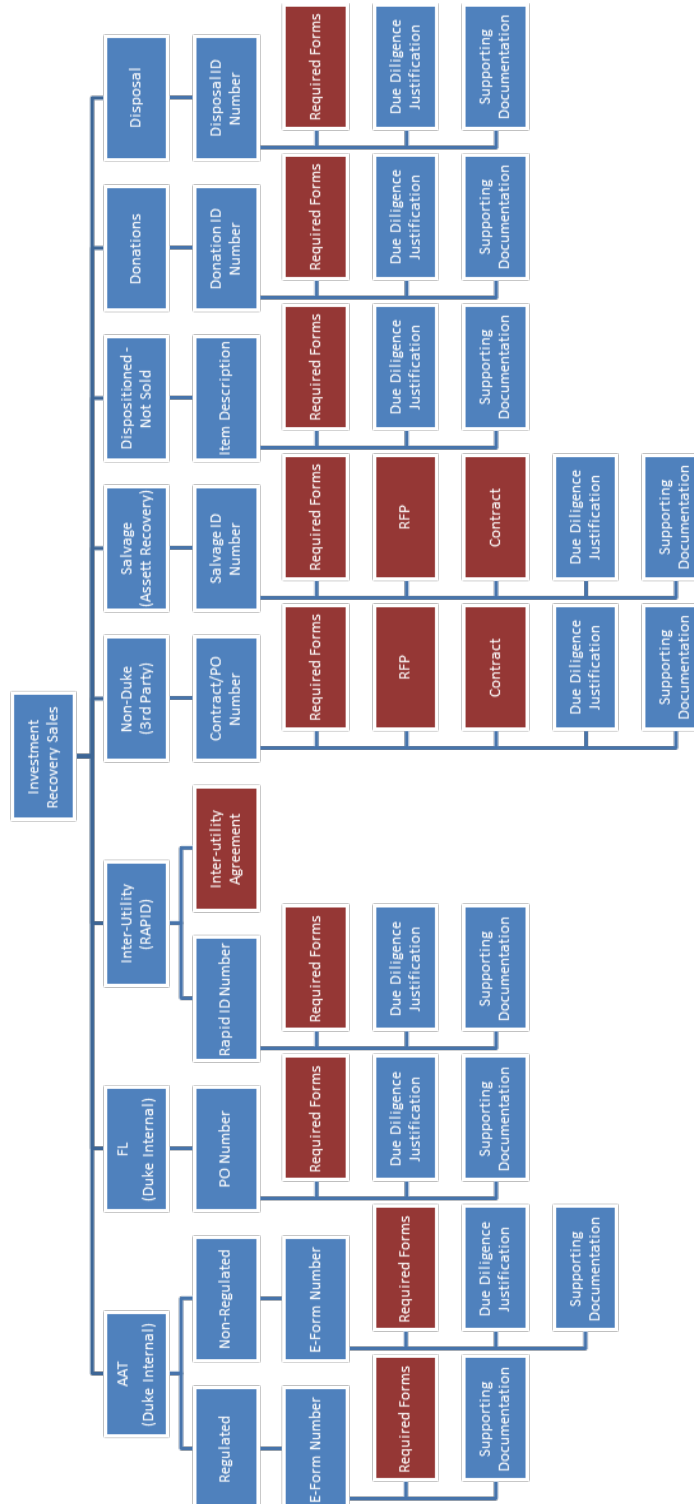 Investment
Recovery Sales
AAT
(Duke Internal)
FL
(Duke Internal)
Inter-Utility
(RAPID)
Non-Duke
(3rd Party)
Salvage
(Assett Recovery)
Dispositioned -
Not Sold
Donations
Disposal
Regulated
Non-Regulated
PO Number
Rapid ID Number
Inter-utility
Agreement
Contract/PO
Number
Salvage ID
Number
Item Description
Donation ID
Number
Disposal ID
Number
E-Form Number
E-Form Number
Required Forms
Required Forms
Required Forms
Required Forms
Required Forms
Required Forms
Required Forms
Required Forms
Required Forms
Due Diligence
Justification
Due Diligence
Justification
RFP
RFP
Due Diligence
Justification
Due Diligence
Justification
Due Diligence
Justification
Supporting
Documentation
Due Diligence
Justification
Supporting
Documentation
Supporting
Documentation
Contract
Contract
Supporting
Documentation
Supporting
Documentation
Supporting
Documentation
Supporting
Documentation
Due Diligence
Justification
Due Diligence
Justification
Supporting
Documentation
Supporting
Documentation